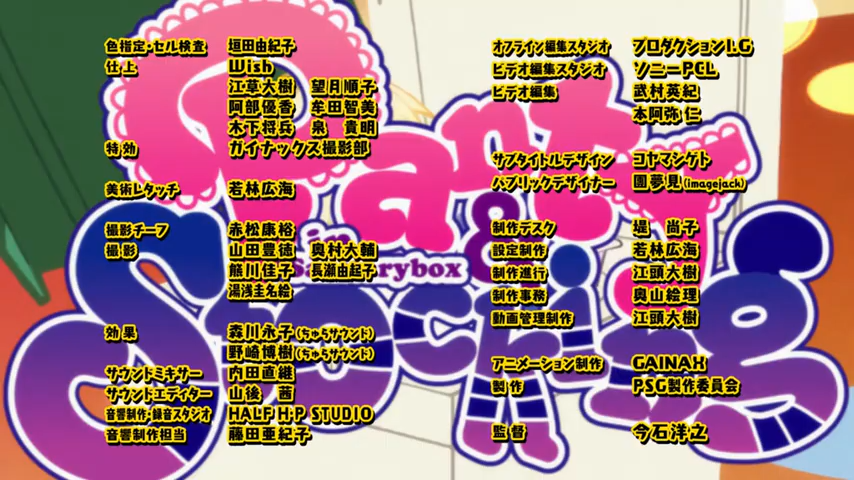 色指定・セル検査 垣田由紀子
仕上 Wish
江草大樹 望月順子
阿部優香 牟田智美
木下将兵 泉 貴明
特効 ガイナックス撮影部
美術レタッチ 若林広海
撮影チーフ 赤松康裕
撮影 山田豊徳 奥村大輔
熊川佳子 長瀬由起子
湯浅圭名絵
効果 森川永子(ちゅらサウンド)
野崎博樹(ちゅらサウンド)
サウンドミキサー 内田直継
サウンドエディター 山後 茜
音響制作・録音スタジオ HALF H・P STUDIO
音響制作担当 藤田亜紀子
オフライン編集スタジオ プロダクションI.G
ビデオ編集スタジオ ソニーPCL
ビデオ編集 武村英紀
本阿弥 仁
サブタイトルデザイン コヤマシゲト
パブリックデザイナー 園夢見(imagejack)
制作デスク 堤 尚子
設定制作 若林広海
制作進行 江頭大樹
制作事務 奥山絵理
動画管理制作 江頭大樹
アニメーション制作 GAINAX
製作 PSG製作委員会
監督 今石洋之
Panty
&
in
Stocking